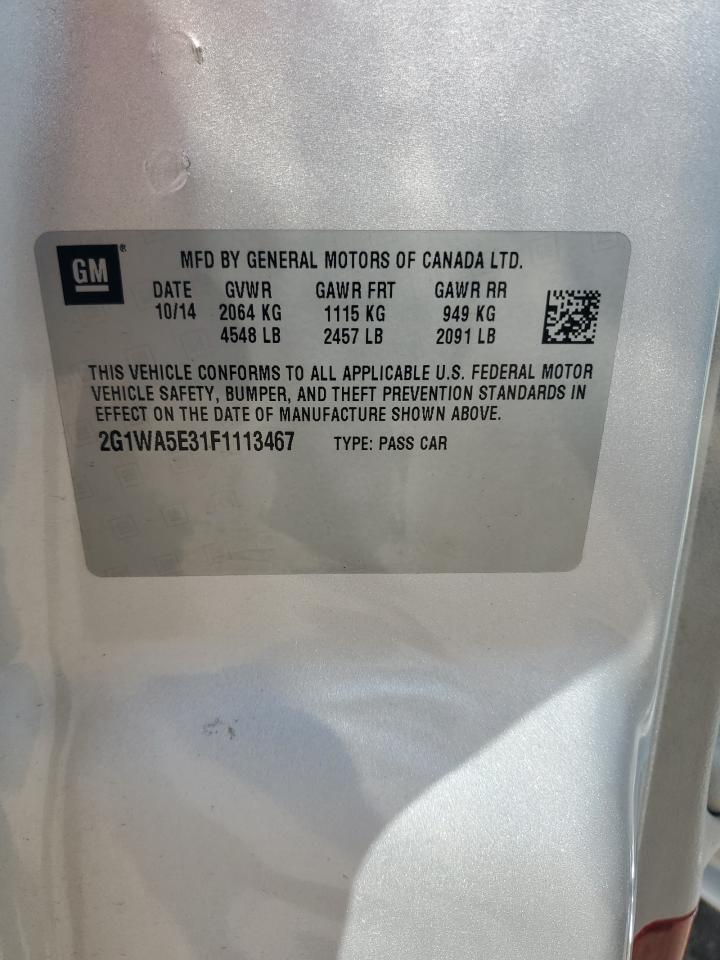 GM®
MFD BY GENERAL MOTORS OF CANADA LTD.
DATE GVWR GAWR FRT GAWR RR
10/14 2064 KG 1115 KG 949 KG
4548 LB 2457 LB 2091 LB
THIS VEHICLE CONFORMS TO ALL APPLICABLE U.S. FEDERAL MOTOR
VEHICLE SAFETY, BUMPER, AND THEFT PREVENTION STANDARDS IN
EFFECT ON THE DATE OF MANUFACTURE SHOWN ABOVE.
2G1WA5E31F1113467 TYPE: PASS CAR